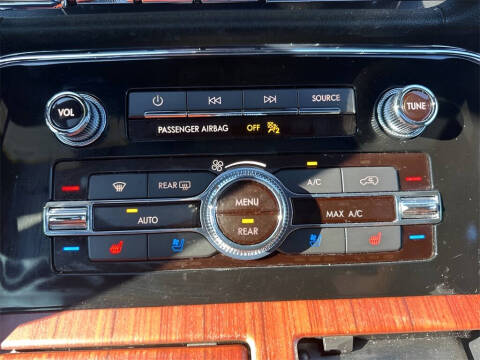 VOL
SOURCE
TUNE
PASSENGER AIRBAG OFF
REAR
A/C
MENU
AUTO
MAX A/C
REAR